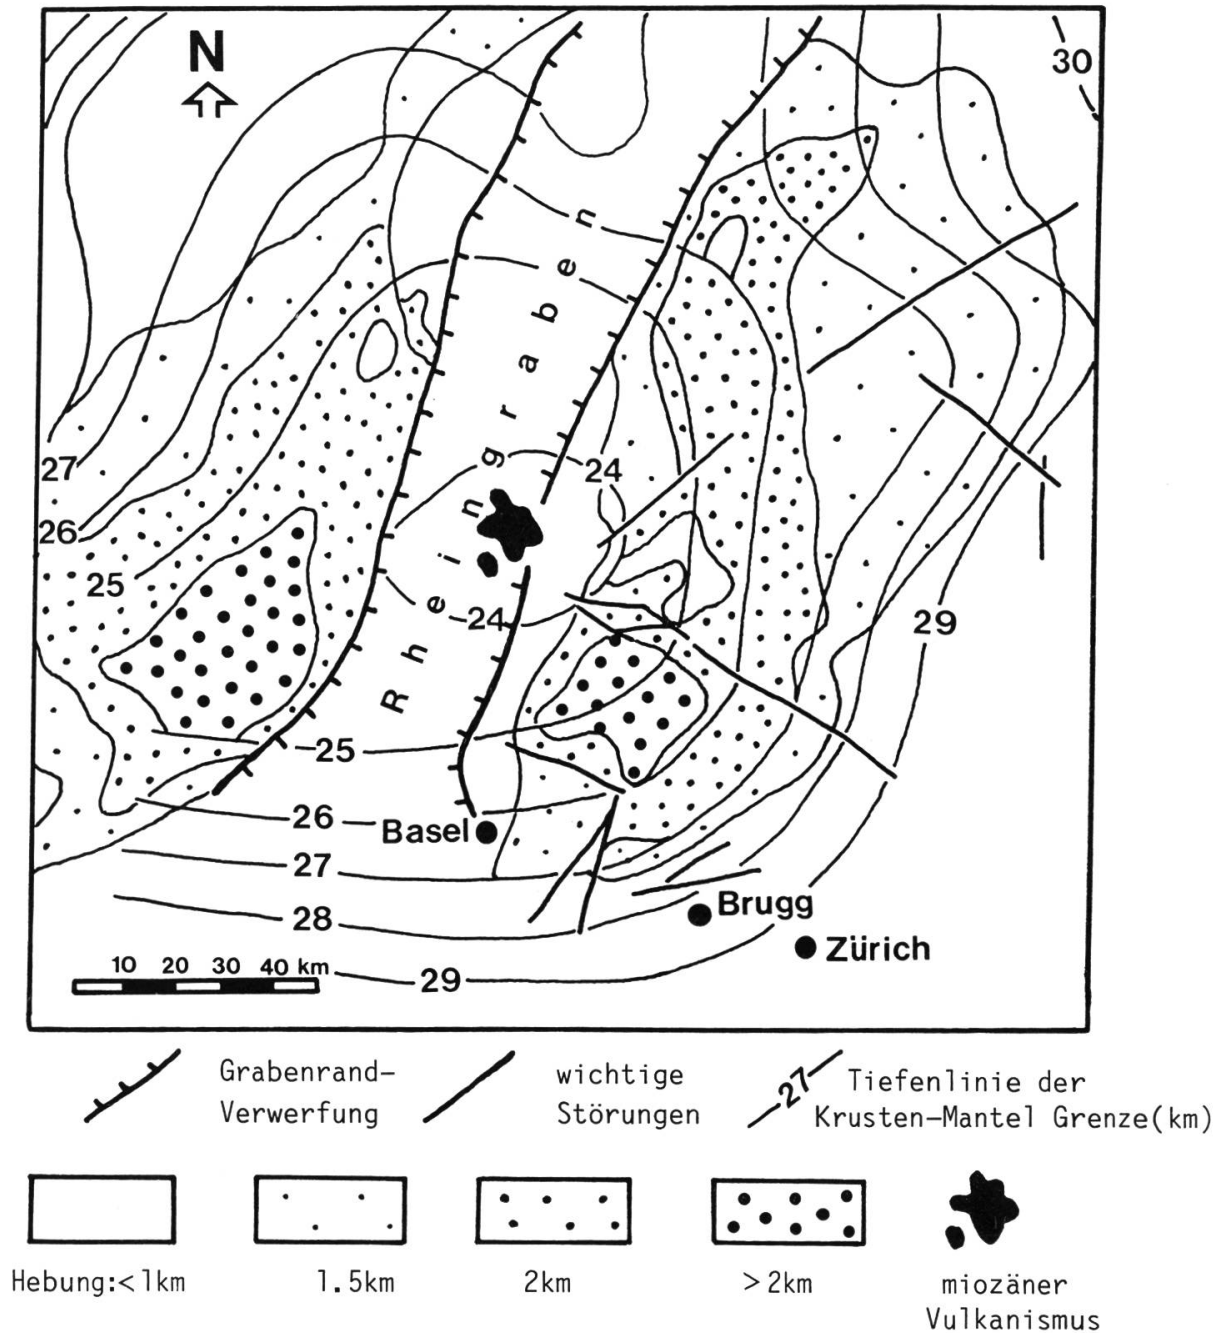 N
30
Rheingraben
27
26
25
24
24
29
25
26
Basel
27
28
Brugg
Zürich
10 20 30 40 km
29
Grabenrand-
Verwerfung
wichtige
Störungen
27
Tiefenlinie der
Krusten-Mantel Grenze(km)
Hebung:<1km
1.5km
2km
>2km
miozäner
Vulkanismus